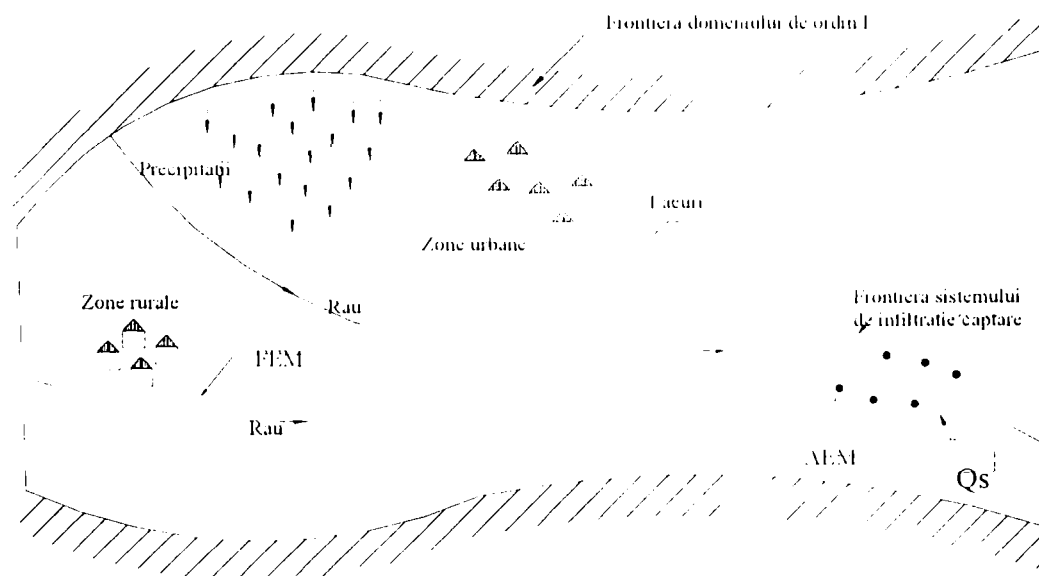 Frontiera domeniului de ordin I
Precipitații
Lacuri
Zone urbane
Zone rurale
Rau
Frontiera sistemului
de infiltratie/captare
FEM
Rau
AEM
Qs